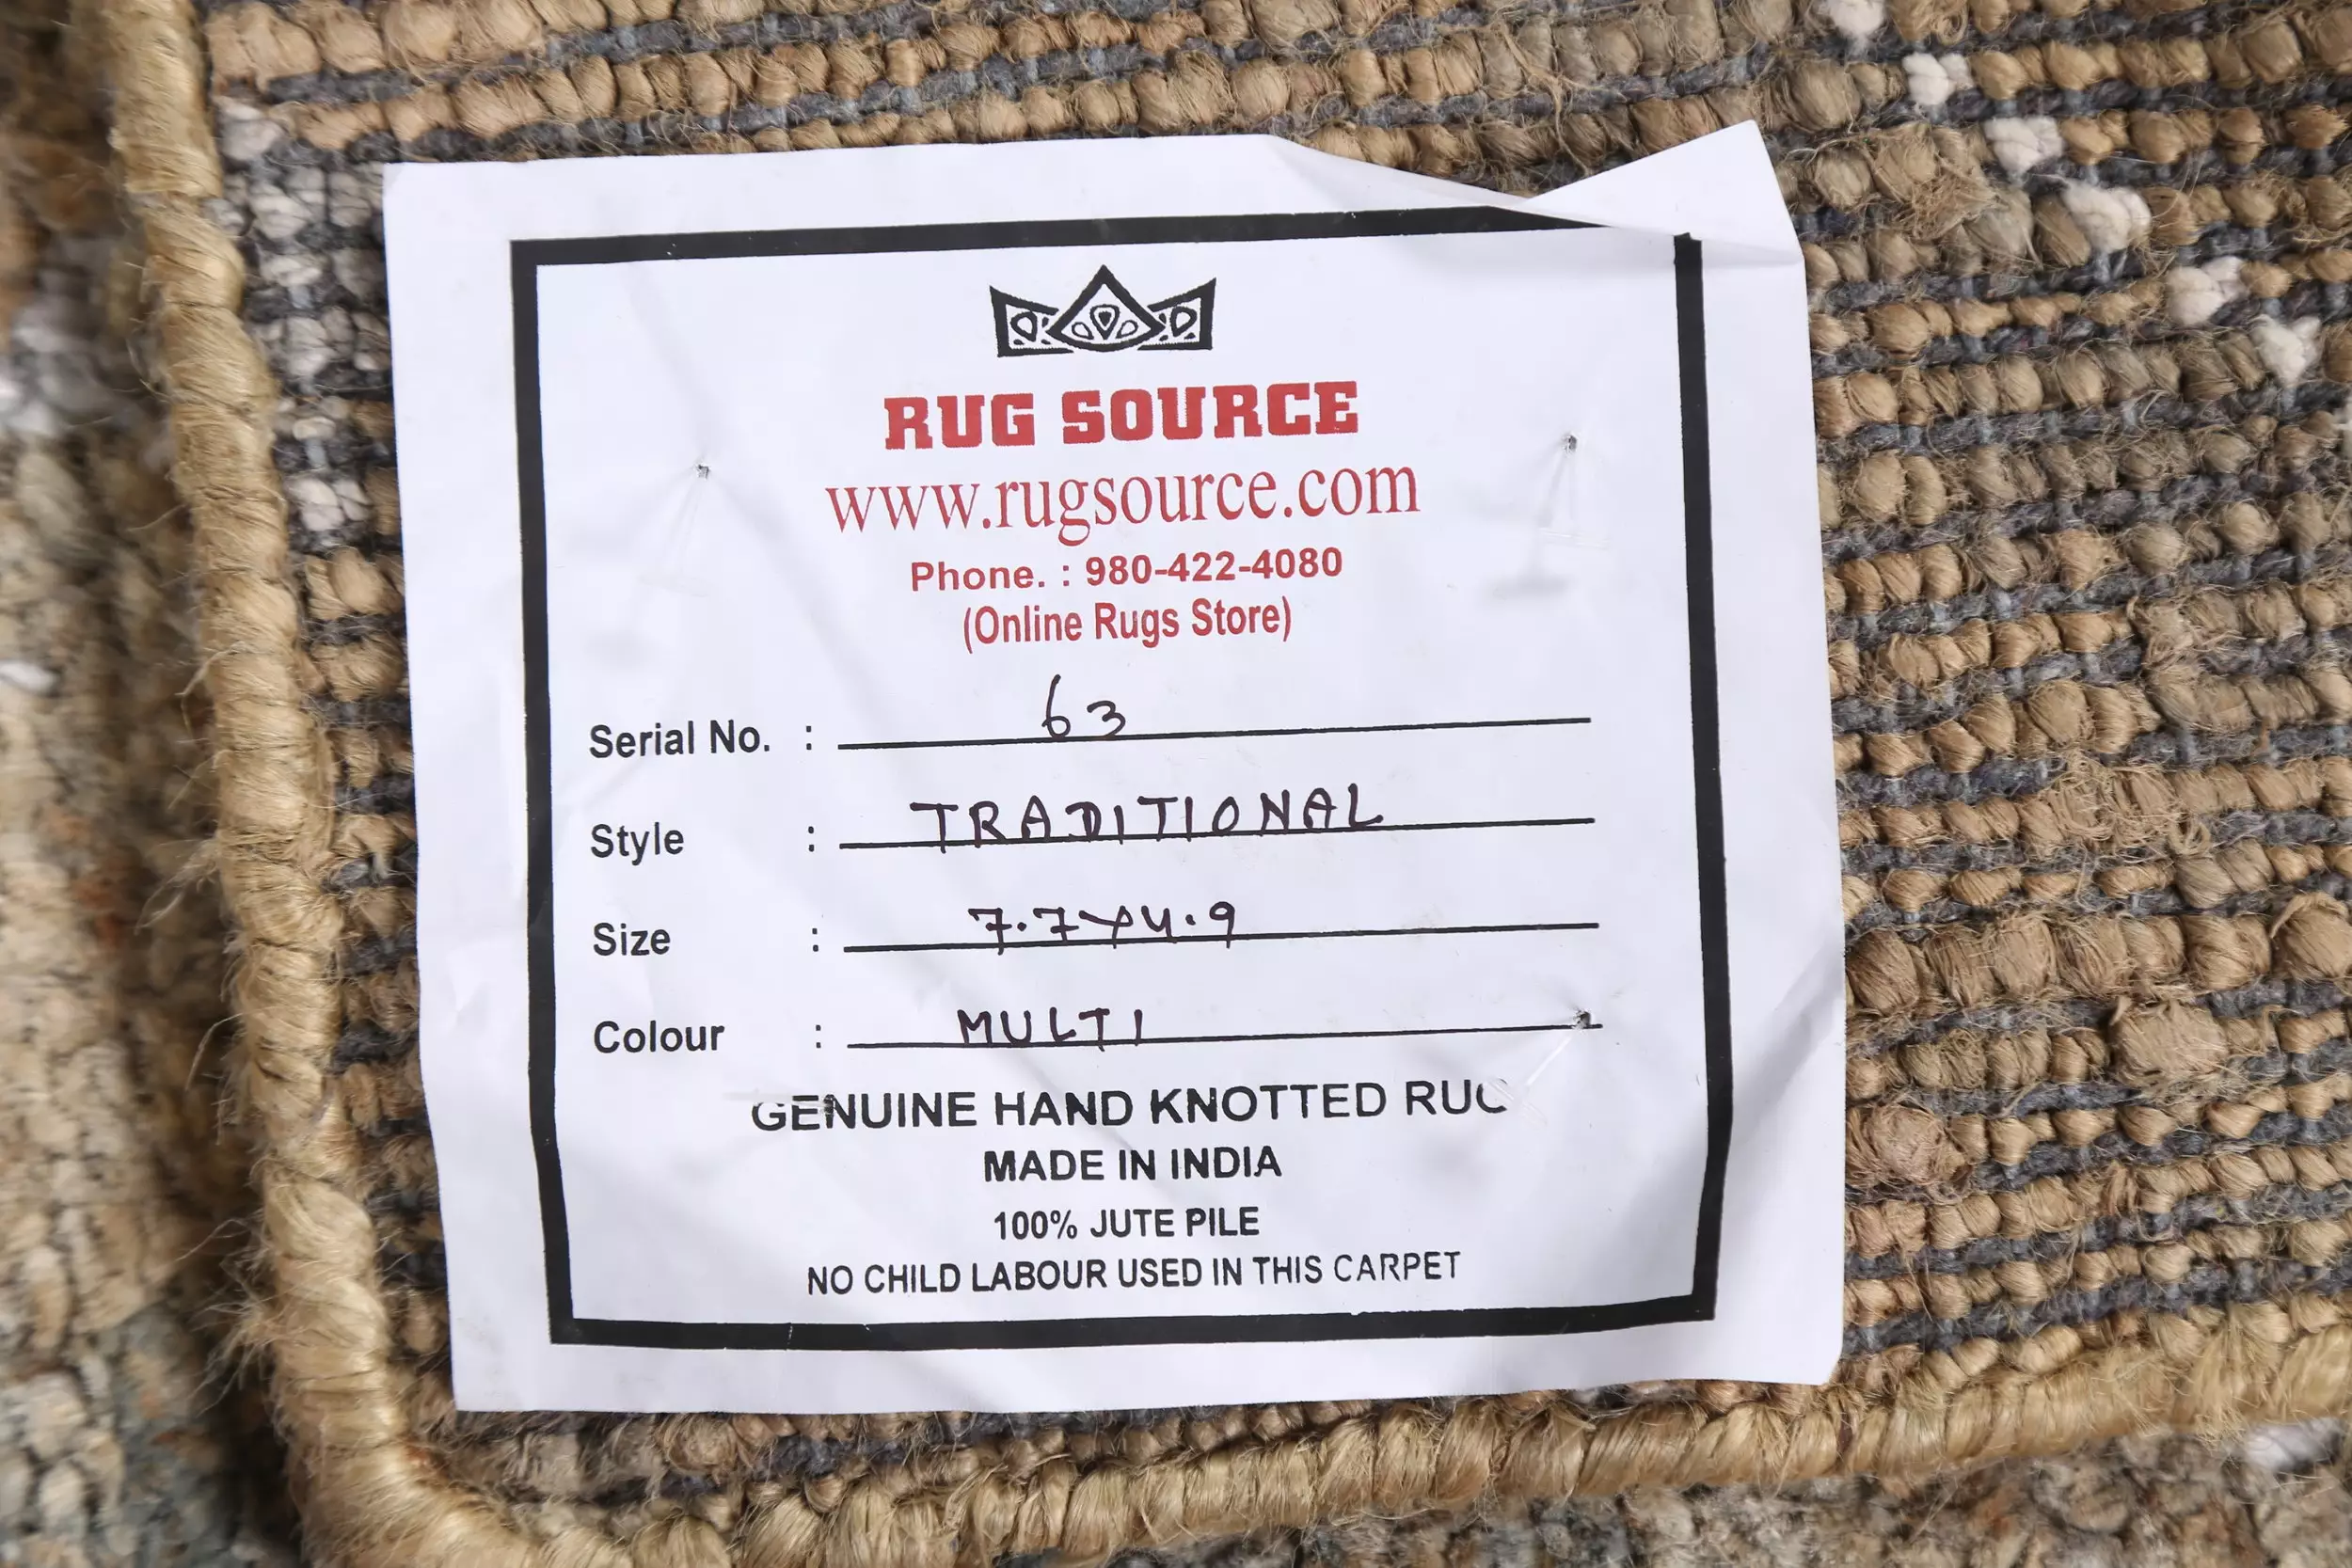 RUG SOURCE
www.rugsource.com
Phone. : 980-422-4080
(Online Rugs Store)
Serial No. : 63
Style : TRADITIONAL
Size : 7.7x4.9
Colour : MULTI
GENUINE HAND KNOTTED RUG
MADE IN INDIA
100% JUTE PILE
NO CHILD LABOUR USED IN THIS CARPET